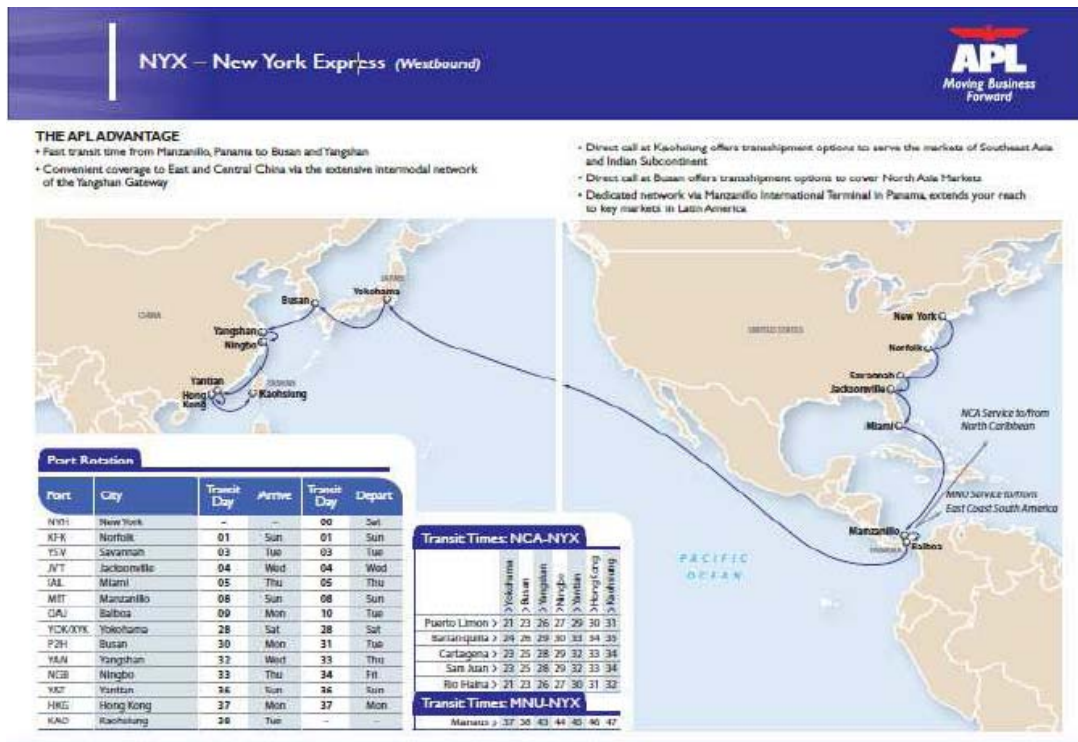 NYX – New York Express (Westbound)
APL
Moving Business
Forward
THE APL ADVANTAGE
• Fast transit time from Manzanillo, Panama to Busan and Yangshan
• Convenient coverage to East and Central China via the extensive intermodal network
of the Yangshan Gateway
• Direct call at Kaohsiung offers transshipment options to serve the markets of Southeast Asia
and Indian Subcontinent
• Direct call at Busan offers transshipment options to cover North Asia Markets
• Dedicated network via Manzanillo International Terminal in Panama, extends your reach
to key markets in Latin America
CHINA
JAPAN
Yokohama
Busan
Yangshan
Ningbo
Yantian
TAIWAN
Hong
Kong
Kaohsiung
UNITED STATES
New York
Norfolk
Savannah
Jacksonville
Miami
NCA Service to/from
North Caribbean
MNU Service to/from
East Coast South America
Manzanillo
PANAMA
Balboa
PACIFIC
OCEAN
Port Rotation
Port City Transit Day Arrive Transit Day Depart
New York – – 00 Sat
Norfolk 01 Sun 01 Sun
Savannah 03 Tue 03 Tue
Jacksonville 04 Wed 04 Wed
Miami 05 Thu 05 Thu
MIT Manzanillo 08 Sun 08 Sun
Balboa 09 Mon 10 Tue
Yokohama 28 Sat 28 Sat
Busan 30 Mon 31 Tue
YAN Yangshan 32 Wed 33 Thu
NGB Ningbo 33 Thu 34 Fri
Yantian 36 Sun 36 Sun
HKG Hong Kong 37 Mon 37 Mon
KAO Kaohsiung 38 Tue – –
Transit Times: NCA-NYX
>Yokohama >Busan >Yangshan >Ningbo >Yantian >Hong Kong >Kaohsiung
Puerto Limon > 21 23 26 27 29 30 31
Barranquilla > 24 26 29 30 33 34 35
Cartagena > 23 25 28 29 32 33 34
San Juan > 23 25 28 29 32 33 34
Rio Haina > 21 23 26 27 30 31 32
Transit Times: MNU-NYX
Manaus > 37 38 43 44 45 46 47